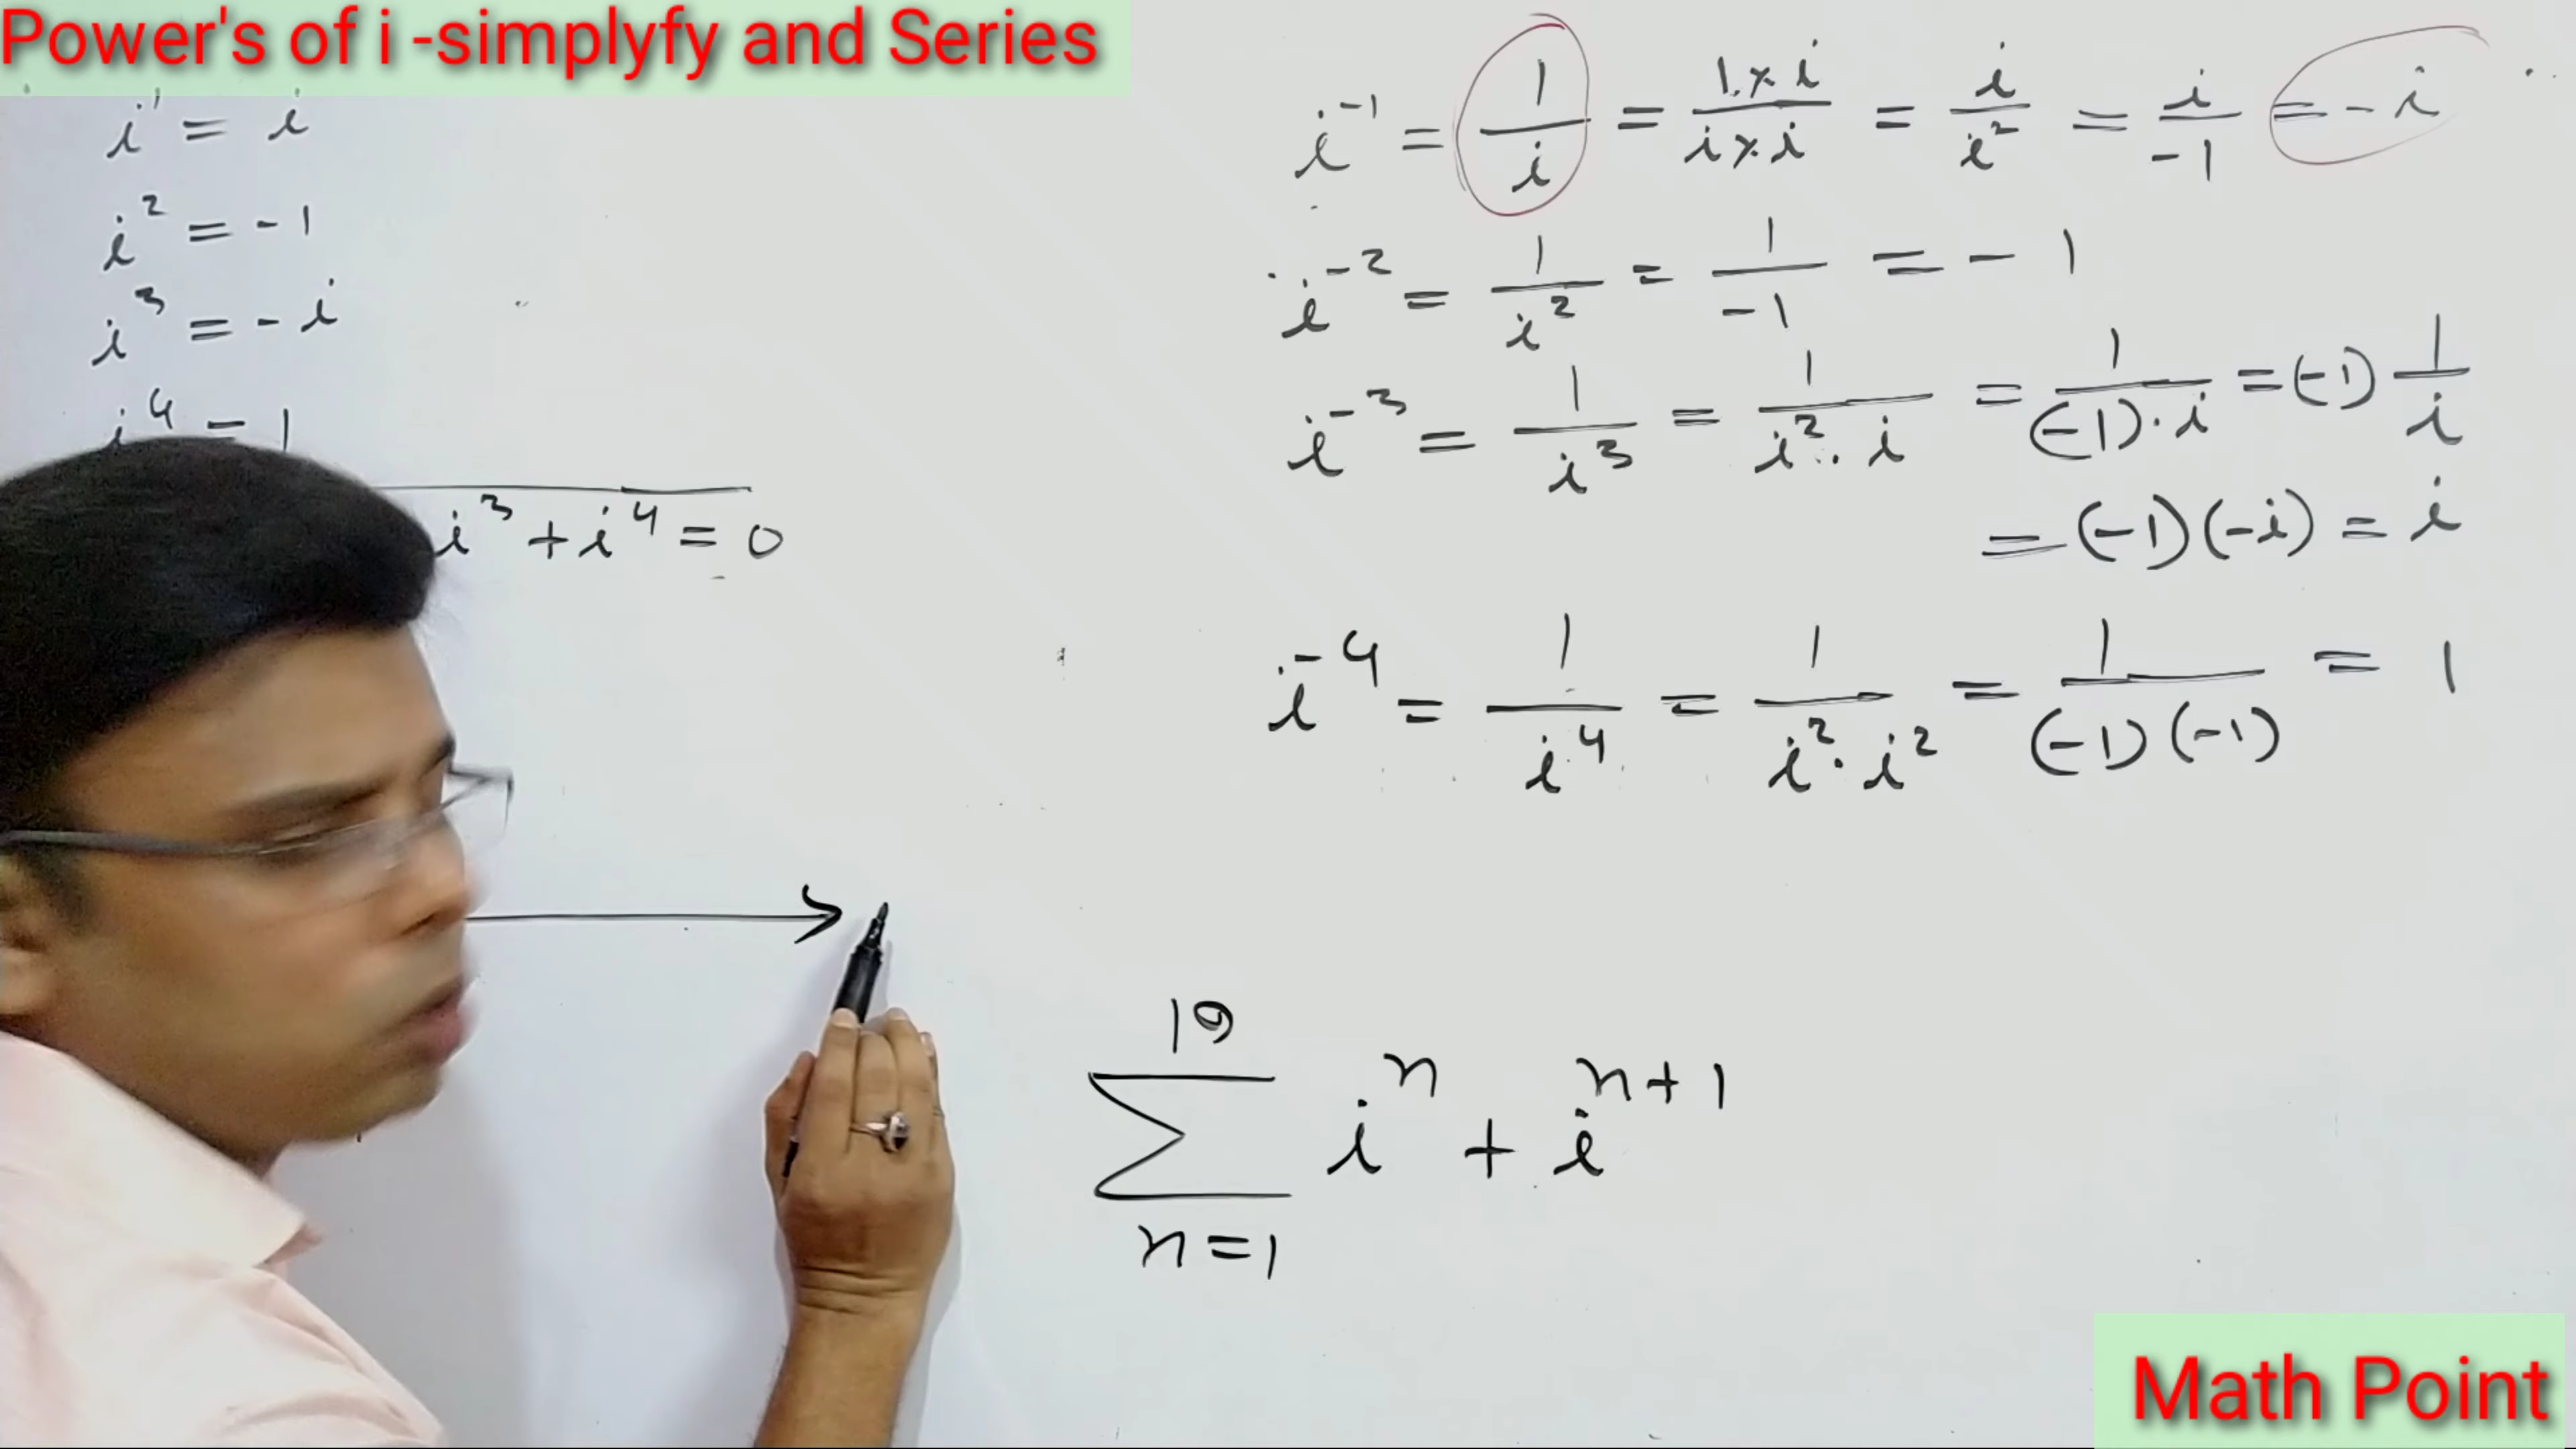 Power's of i -simplyfy and Series
i¹ = i
i² = -1
i³ = -i
i⁴ = 1
i³ + i⁴ = 0
i⁻¹ = 1/i = 1×i/i×i = i/i² = i/-1 = -i
i⁻² = 1/i² = 1/-1 = -1
i⁻³ = 1/i³ = 1/i²·i = 1/(-1)·i = (-1) 1/i
= (-1)(-i) = i
i⁻⁴ = 1/i⁴ = 1/i²·i² = 1/(-1)(-1) = 1
19
∑ iⁿ + iⁿ⁺¹
n=1
Math Point